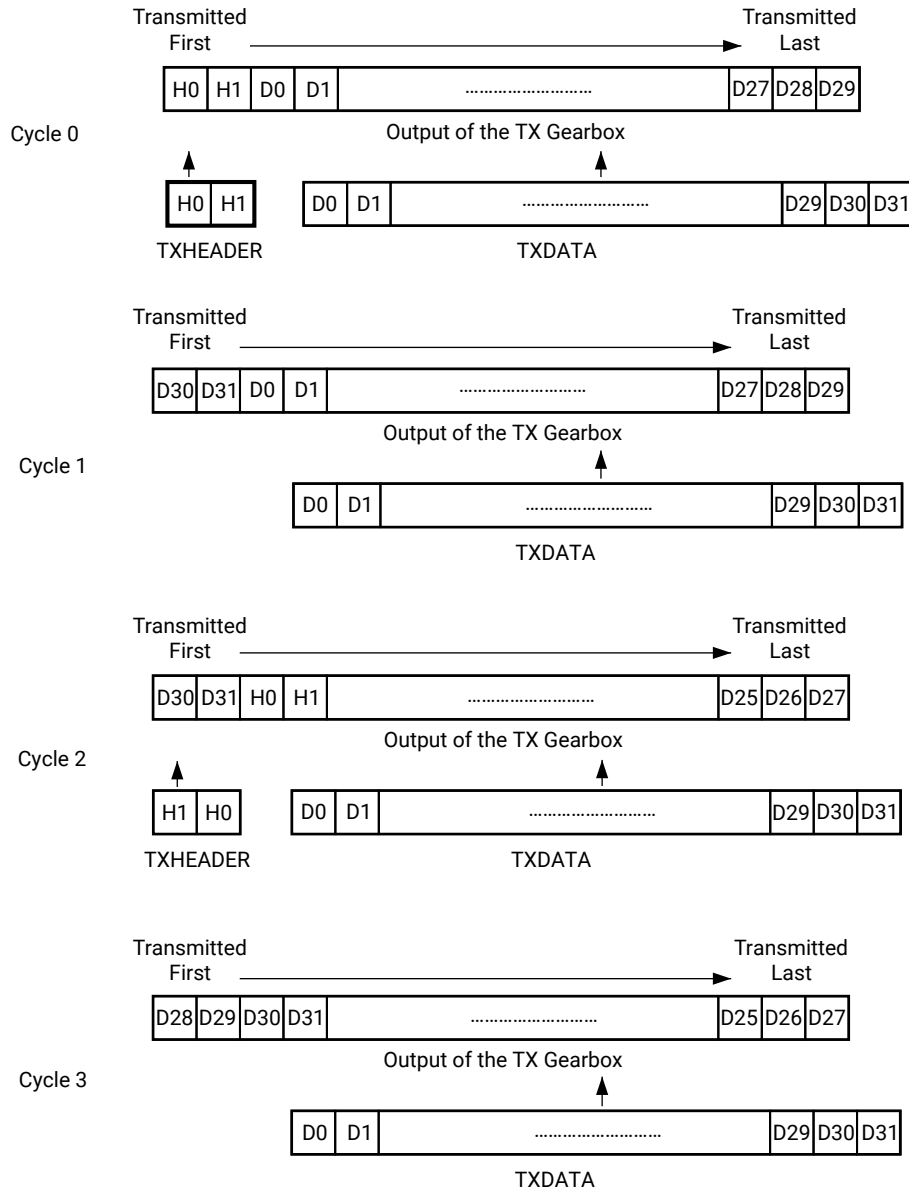 Transmitted First
Transmitted Last
H0 H1 D0 D1 ............................ D27 D28 D29
Cycle 0
Output of the TX Gearbox
H0 H1
D0 D1 ............................ D29 D30 D31
TXHEADER
TXDATA
Transmitted First
Transmitted Last
D30 D31 D0 D1 ............................ D27 D28 D29
Output of the TX Gearbox
Cycle 1
D0 D1 ............................ D29 D30 D31
TXDATA
Transmitted First
Transmitted Last
D30 D31 H0 H1 ............................ D25 D26 D27
Output of the TX Gearbox
Cycle 2
H1 H0
D0 D1 ............................ D29 D30 D31
TXHEADER
TXDATA
Transmitted First
Transmitted Last
D28 D29 D30 D31 ............................ D25 D26 D27
Output of the TX Gearbox
Cycle 3
D0 D1 ............................ D29 D30 D31
TXDATA